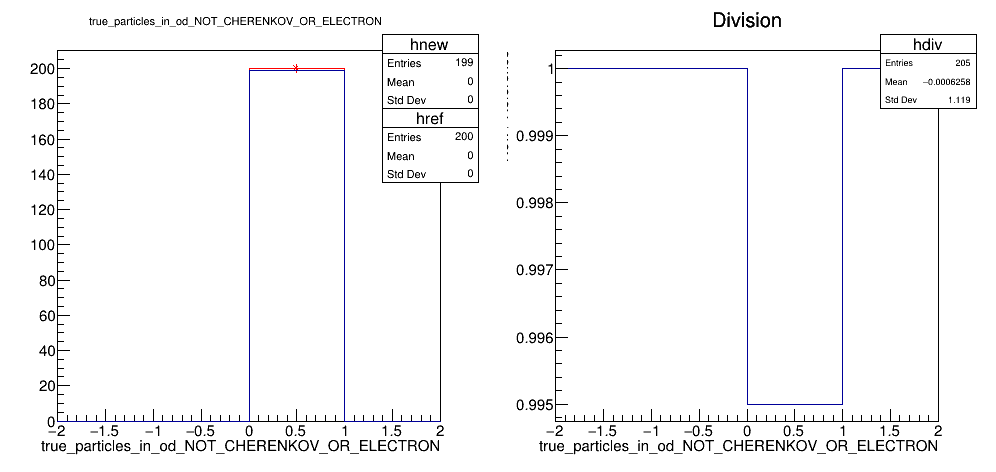 true_particles_in_od_NOT_CHERENKOV_OR_ELECTRON
hnew
Entries 199
Mean 0
Std Dev 0
href
Entries 200
Mean 0
Std Dev 0
200
180
160
140
120
100
80
60
40
20
0
−2 −1.5 −1 −0.5 0 0.5 1 1.5 2
true_particles_in_od_NOT_CHERENKOV_OR_ELECTRON
Division
hdiv
Entries 205
Mean −0.0006258
Std Dev 1.119
1
0.999
0.998
0.997
0.996
0.995
−2 −1.5 −1 −0.5 0 0.5 1 1.5 2
true_particles_in_od_NOT_CHERENKOV_OR_ELECTRON